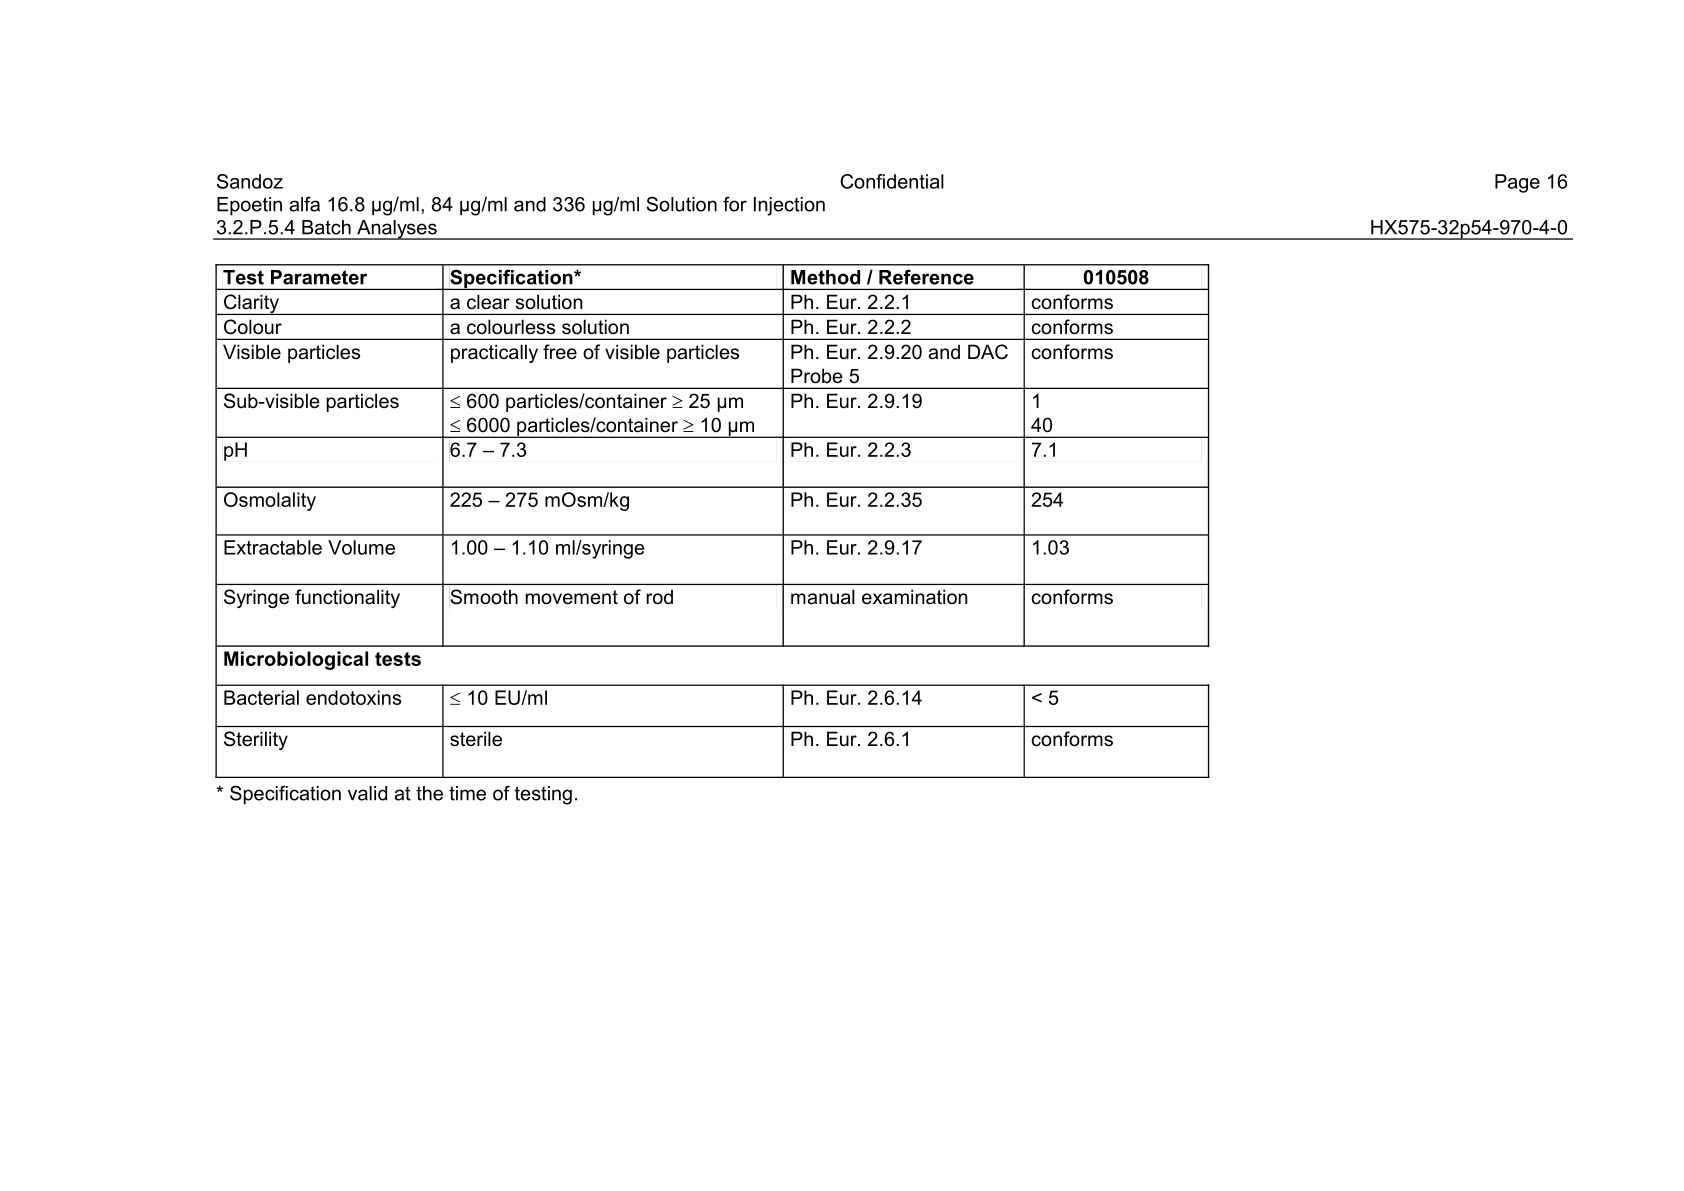 Sandoz Confidential Page 16
Epoetin alfa 16.8 µg/ml, 84 µg/ml and 336 µg/ml Solution for Injection
3.2.P.5.4 Batch Analyses HX575-32p54-970-4-0
Test Parameter Specification* Method / Reference 010508
Clarity a clear solution Ph. Eur. 2.2.1 conforms
Colour a colourless solution Ph. Eur. 2.2.2 conforms
Visible particles practically free of visible particles Ph. Eur. 2.9.20 and DAC conforms
Probe 5
Sub-visible particles ≤ 600 particles/container ≥ 25 µm Ph. Eur. 2.9.19 1
≤ 6000 particles/container ≥ 10 µm 40
pH 6.7 – 7.3 Ph. Eur. 2.2.3 7.1
Osmolality 225 – 275 mOsm/kg Ph. Eur. 2.2.35 254
Extractable Volume 1.00 – 1.10 ml/syringe Ph. Eur. 2.9.17 1.03
Syringe functionality Smooth movement of rod manual examination conforms
Microbiological tests
Bacterial endotoxins ≤ 10 EU/ml Ph. Eur. 2.6.14 < 5
Sterility sterile Ph. Eur. 2.6.1 conforms
* Specification valid at the time of testing.